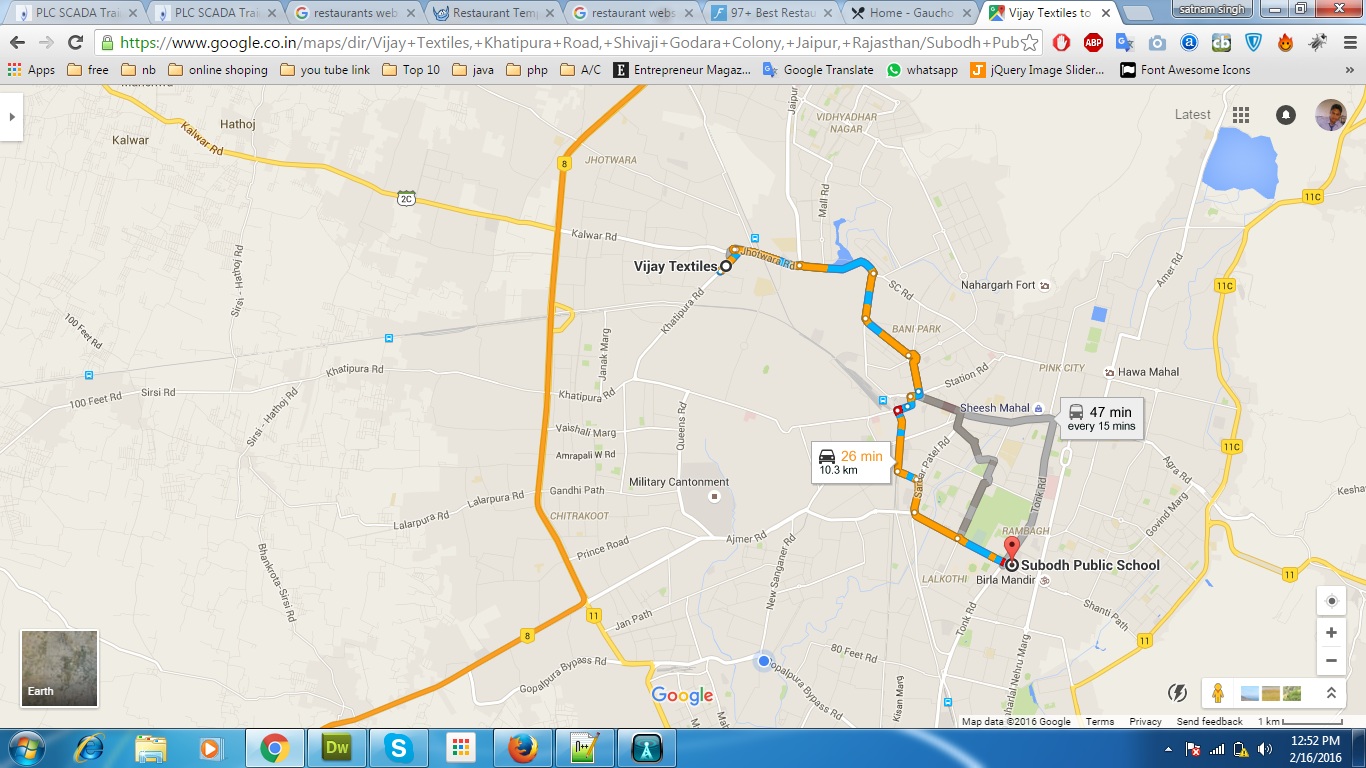 PLC SCADA Trai
PLC SCADA Trai
restaurants web
Restaurant Tem
restaurant webs
97+ Best Restau
Home - Gaucho
Vijay Textiles to
satnam singh
https://www.google.co.in/maps/dir/Vijay+Textiles,+Khatipura+Road,+Shivaji+Godara+Colony,+Jaipur,+Rajasthan/Subodh+Pub
Apps
free
nb
online shoping
you tube link
Top 10
java
php
A/C
Entrepreneur Magaz...
Google Translate
whatsapp
jQuery Image Slider...
Font Awesome Icons
Latest
Hathoj
Kalwar
Kalwar Rd
2C
8
JHOTWARA
VIDHYADHAR
NAGAR
Mall Rd
11C
Kalwar Rd
Jhotwara Rd
Vijay Textiles
SC Rd
Nahargarh Fort
Amer Rd
11C
Sirsi - Hathoj Rd
Khatipura Rd
BANI PARK
100 Feet Rd
Janak Marg
Station Rd
PINK CITY
Hawa Mahal
Khatipura Rd
Sirsi Rd
100 Feet Rd
Khatipura Rd
Sheesh Mahal
47 min
every 15 mins
Sirsi - Hathoj Rd
Queens Rd
Vaishali Marg
Amrapali W Rd
26 min
10.3 km
Sardar Patel Rd
11C
Agra Rd
Military Cantonment
Gandhi Path
Lalarpura Rd
Lalarpura Rd
CHITRAKOOT
Tonk Rd
Govind Marg
Kesha
RAMBAGH
Ajmer Rd
Prince Road
Bhankrota-Sirsi Rd
New Sanganer Rd
Subodh Public School
LALKOTHI
Birla Mandir
11
Shanti Path
Jan Path
11
Tonk Rd
8
11
80 Feet Rd
Gopalpura Bypass Rd
Gopalpura Bypass Rd
Kisan Marg
Earth
Google
Map data ©2016 Google
Terms
Privacy
Send feedback
1 km
Dw
12:52 PM
2/16/2016